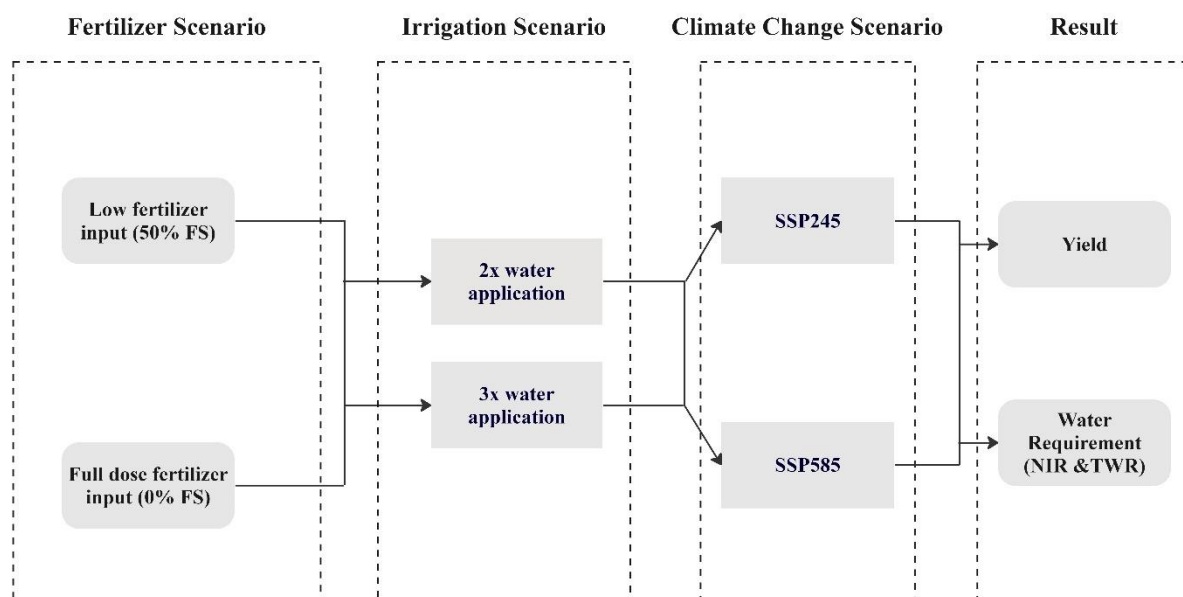 Fertilizer Scenario
Irrigation Scenario
Climate Change Scenario
Result
Low fertilizer
input (50% FS)
Full dose fertilizer
input (0% FS)
2x water
application
3x water
application
SSP245
SSP585
Yield
Water
Requirement
(NIR &TWR)